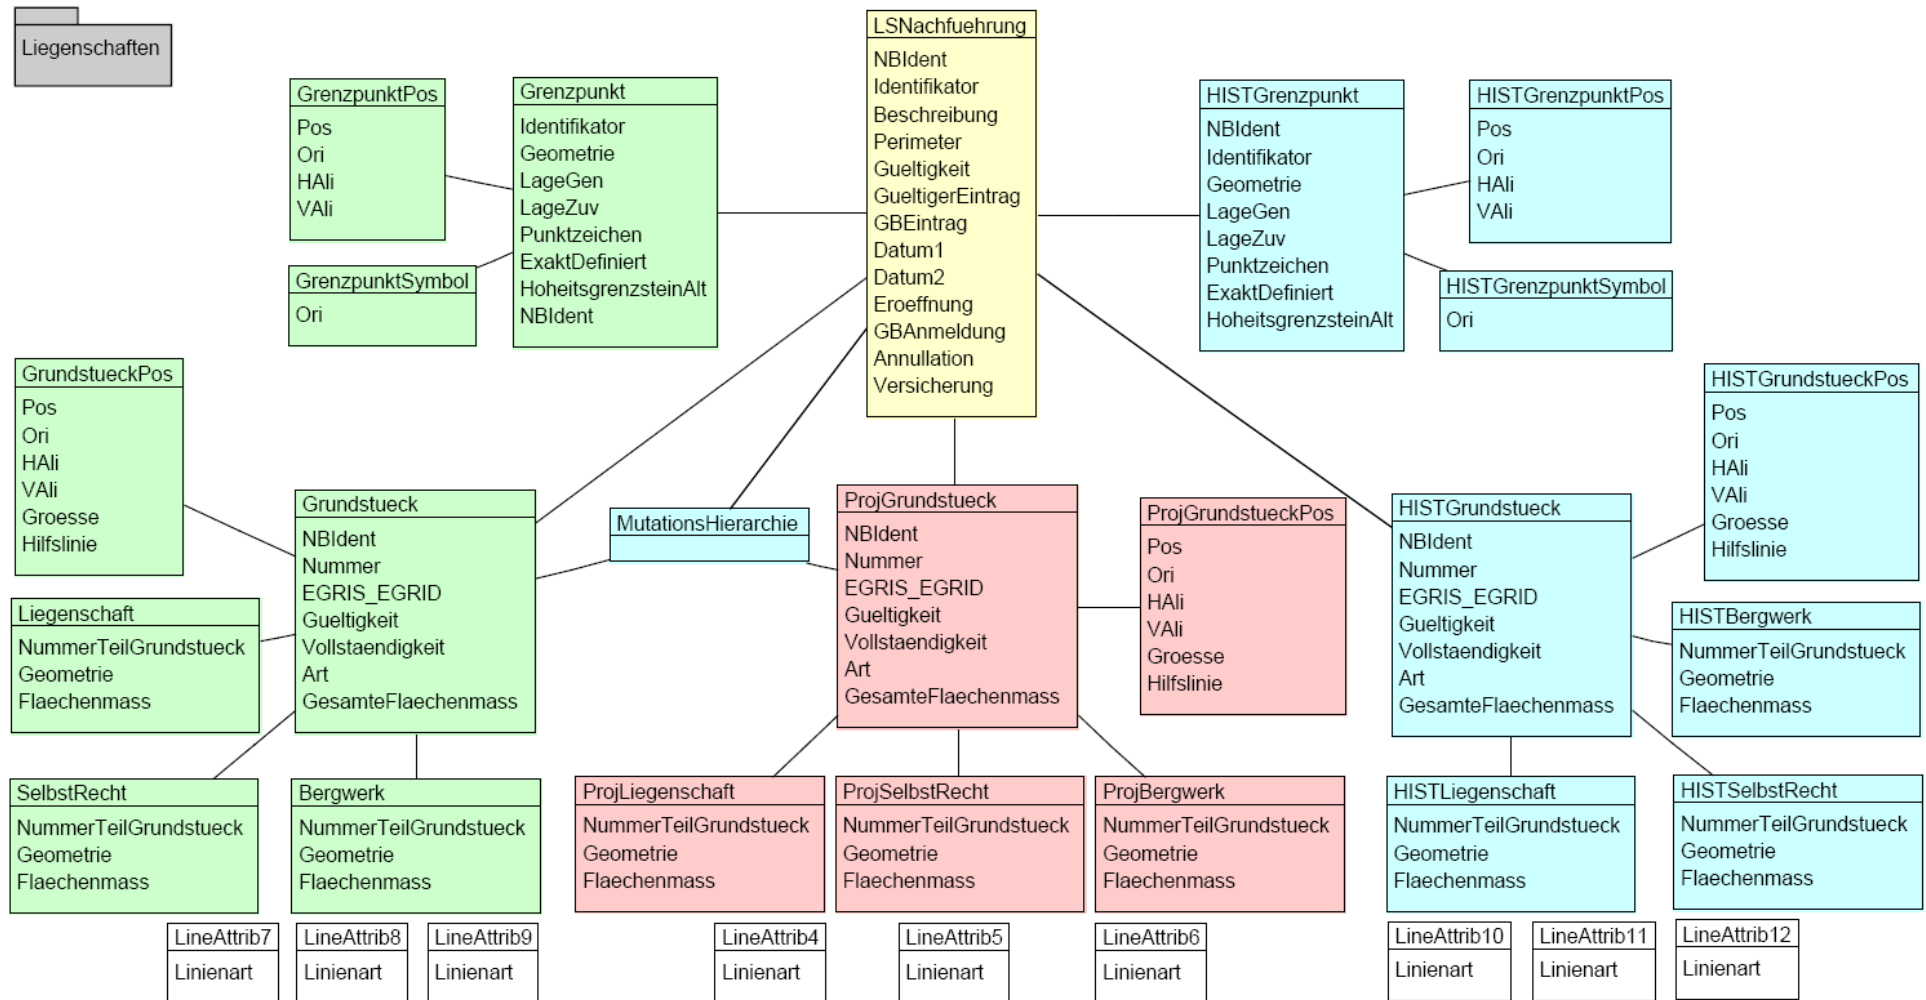 Liegenschaften
LSNachfuehrung
NBIdent
Identifikator
Beschreibung
Perimeter
Gueltigkeit
GueltigerEintrag
GBEintrag
Datum1
Datum2
Eroeffnung
GBAnmeldung
Annullation
Versicherung
GrenzpunktPos
Pos
Ori
HAli
VAli
Grenzpunkt
Identifikator
Geometrie
LageGen
LageZuv
Punktzeichen
ExaktDefiniert
HoheitsgrenzsteinAlt
NBIdent
GrenzpunktSymbol
Ori
HISTGrenzpunkt
NBIdent
Identifikator
Geometrie
LageGen
LageZuv
Punktzeichen
ExaktDefiniert
HoheitsgrenzsteinAlt
HISTGrenzpunktPos
Pos
Ori
HAli
VAli
HISTGrenzpunktSymbol
Ori
GrundstueckPos
Pos
Ori
HAli
VAli
Groesse
Hilfslinie
Grundstueck
NBIdent
Nummer
EGRIS_EGRID
Gueltigkeit
Vollstaendigkeit
Art
GesamteFlaechenmass
MutationsHierarchie
ProjGrundstueck
NBIdent
Nummer
EGRIS_EGRID
Gueltigkeit
Vollstaendigkeit
Art
GesamteFlaechenmass
ProjGrundstueckPos
Pos
Ori
HAli
VAli
Groesse
Hilfslinie
HISTGrundstueck
NBIdent
Nummer
EGRIS_EGRID
Gueltigkeit
Vollstaendigkeit
Art
GesamteFlaechenmass
HISTGrundstueckPos
Pos
Ori
HAli
VAli
Groesse
Hilfslinie
Liegenschaft
NummerTeilGrundstueck
Geometrie
Flaechenmass
HISTBergwerk
NummerTeilGrundstueck
Geometrie
Flaechenmass
SelbstRecht
NummerTeilGrundstueck
Geometrie
Flaechenmass
Bergwerk
NummerTeilGrundstueck
Geometrie
Flaechenmass
ProjLiegenschaft
NummerTeilGrundstueck
Geometrie
Flaechenmass
ProjSelbstRecht
NummerTeilGrundstueck
Geometrie
Flaechenmass
ProjBergwerk
NummerTeilGrundstueck
Geometrie
Flaechenmass
HISTLiegenschaft
NummerTeilGrundstueck
Geometrie
Flaechenmass
HISTSelbstRecht
NummerTeilGrundstueck
Geometrie
Flaechenmass
LineAttrib7
Linienart
LineAttrib8
Linienart
LineAttrib9
Linienart
LineAttrib4
Linienart
LineAttrib5
Linienart
LineAttrib6
Linienart
LineAttrib10
Linienart
LineAttrib11
Linienart
LineAttrib12
Linienart